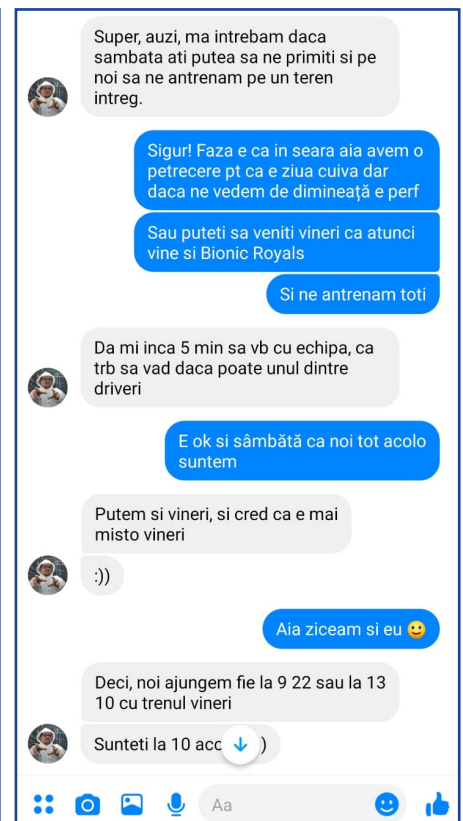 Super, auzi, ma intrebam daca
sambata ati putea sa ne primiti si pe
noi sa ne antrenam pe un teren
intreg.
Sigur! Faza e ca in seara aia avem o
petrecere pt ca e ziua cuiva dar
daca ne vedem de dimineață e perf
Sau puteti sa veniti vineri ca atunci
vine si Bionic Royals
Si ne antrenam toti
Da mi inca 5 min sa vb cu echipa, ca
trb sa vad daca poate unul dintre
driveri
E ok si sâmbătă ca noi tot acolo
suntem
Putem si vineri, si cred ca e mai
misto vineri
:))
Aia ziceam si eu 🙂
Deci, noi ajungem fie la 9 22 sau la 13
10 cu trenul vineri
Sunteti la 10 )
Aa